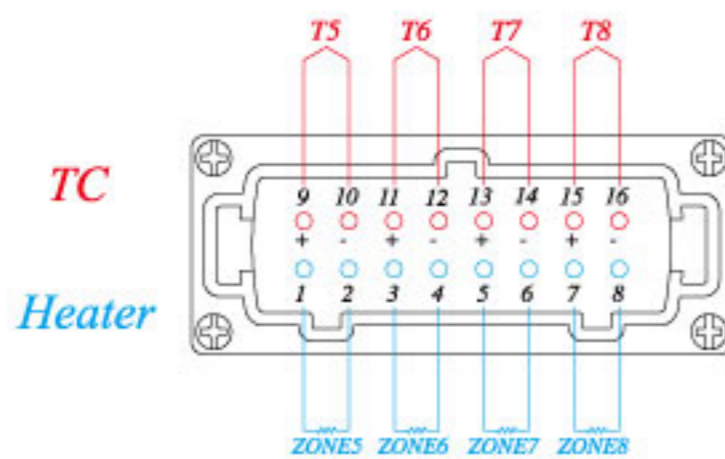 T5 T6 T7 T8
TC
9 10 11 12 13 14 15 16
+ - + - + - + -
Heater
1 2 3 4 5 6 7 8
ZONE5 ZONE6 ZONE7 ZONE8